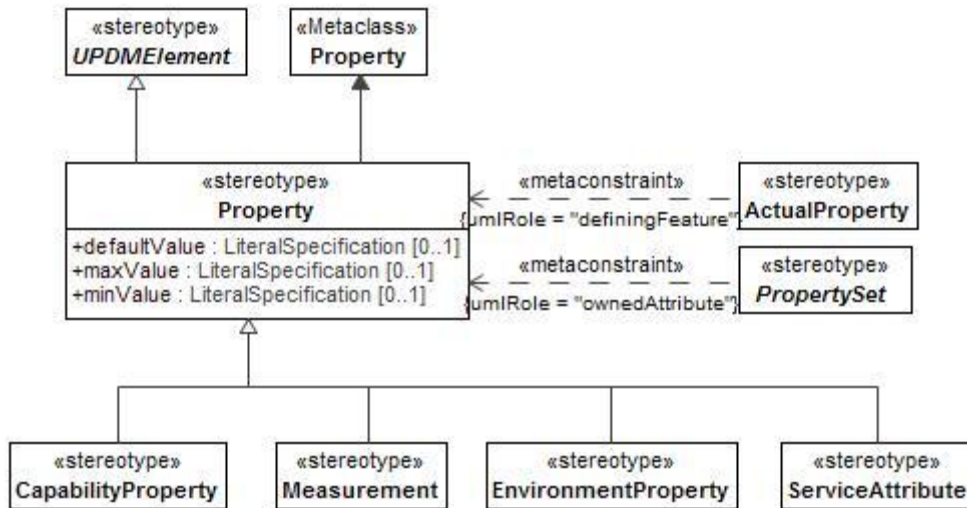 «stereotype»
UPDMElement
«Metaclass»
Property
«stereotype»
Property
+defaultValue : LiteralSpecification [0..1]
+maxValue : LiteralSpecification [0..1]
+minValue : LiteralSpecification [0..1]
«metaconstraint»
{umlRole = "definingFeature"}
«stereotype»
ActualProperty
«metaconstraint»
{umlRole = "ownedAttribute"}
«stereotype»
PropertySet
«stereotype»
CapabilityProperty
«stereotype»
Measurement
«stereotype»
EnvironmentProperty
«stereotype»
ServiceAttribute